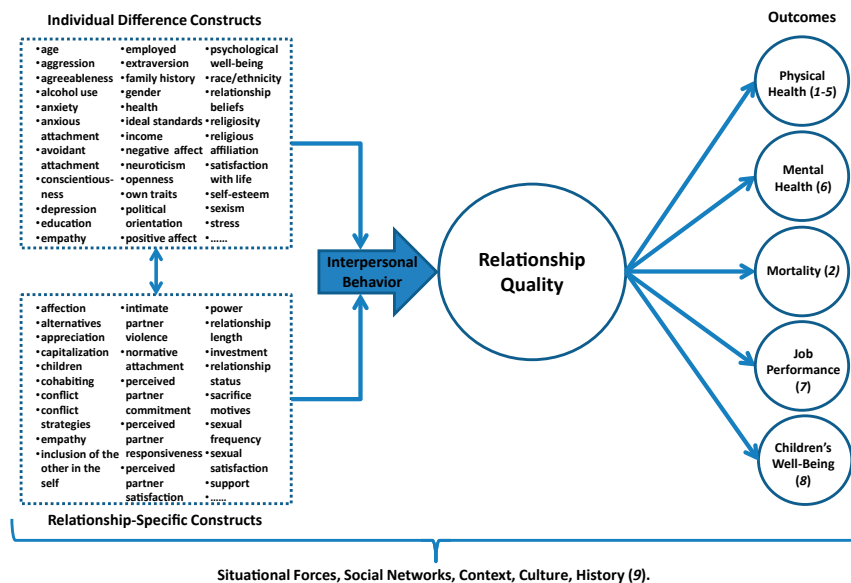 Individual Difference Constructs
•age
•aggression
•agreeableness
•alcohol use
•anxiety
•anxious
attachment
•avoidant
attachment
•conscientious-
ness
•depression
•education
•empathy
•employed
•extraversion
•family history
•gender
•health
•ideal standards
•income
•negative affect
•neuroticism
•openness
•own traits
•political
orientation
•positive affect
•psychological
well-being
•race/ethnicity
•relationship
beliefs
•religiosity
•religious
affiliation
•satisfaction
with life
•self-esteem
•sexism
•stress
•......
•affection
•alternatives
•appreciation
•capitalization
•children
•cohabiting
•conflict
•conflict
strategies
•empathy
•inclusion of the
other in the
self
•intimate
partner
violence
•normative
attachment
•perceived
partner
commitment
•perceived
partner
responsiveness
•perceived
partner
satisfaction
•power
•relationship
length
•investment
•relationship
status
•sacrifice
motives
•sexual
frequency
•sexual
satisfaction
•support
•......
Relationship-Specific Constructs
Interpersonal
Behavior
Relationship
Quality
Outcomes
Physical
Health (1-5)
Mental
Health (6)
Mortality (2)
Job
Performance
(7)
Children's
Well-Being
(8)
Situational Forces, Social Networks, Context, Culture, History (9).